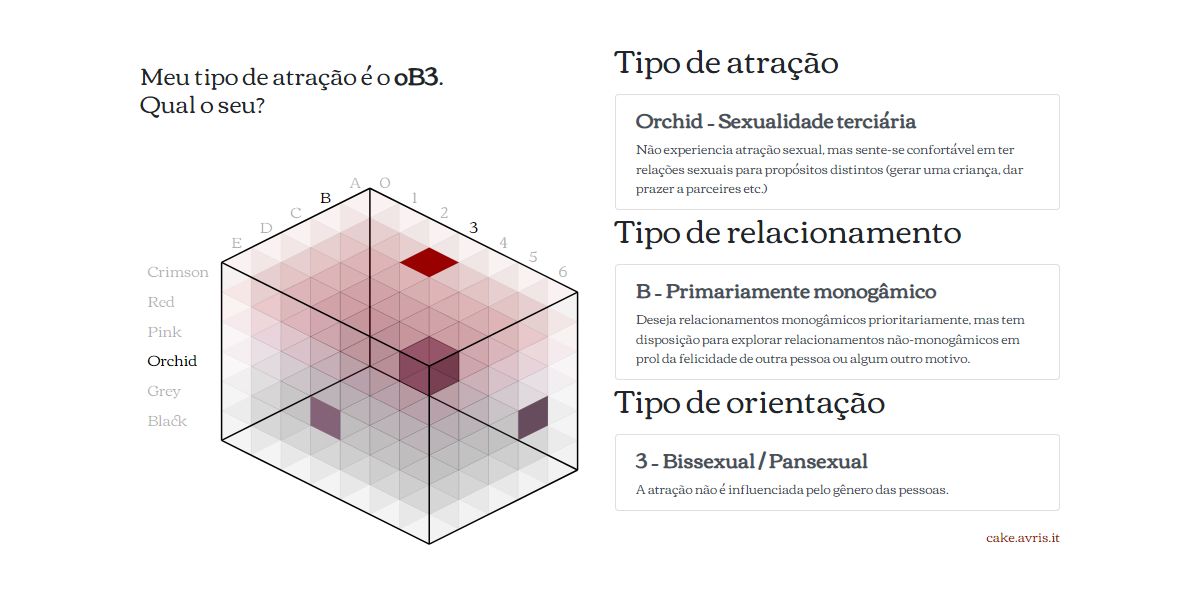 Meu tipo de atração é o oB3.
Qual o seu?
A
0
B
1
C
2
D
3
E
4
5
6
Crimson
Red
Pink
Orchid
Grey
Black
Tipo de atração
Orchid - Sexualidade terciária
Não experiencia atração sexual, mas sente-se confortável em ter
relações sexuais para propósitos distintos (gerar uma criança, dar
prazer a parceires etc.)
Tipo de relacionamento
B - Primariamente monogâmico
Deseja relacionamentos monogâmicos prioritariamente, mas tem
disposição para explorar relacionamentos não-monogâmicos em
prol da felicidade de outra pessoa ou algum outro motivo.
Tipo de orientação
3 - Bissexual / Pansexual
A atração não é influenciada pelo gênero das pessoas.
cake.avris.it